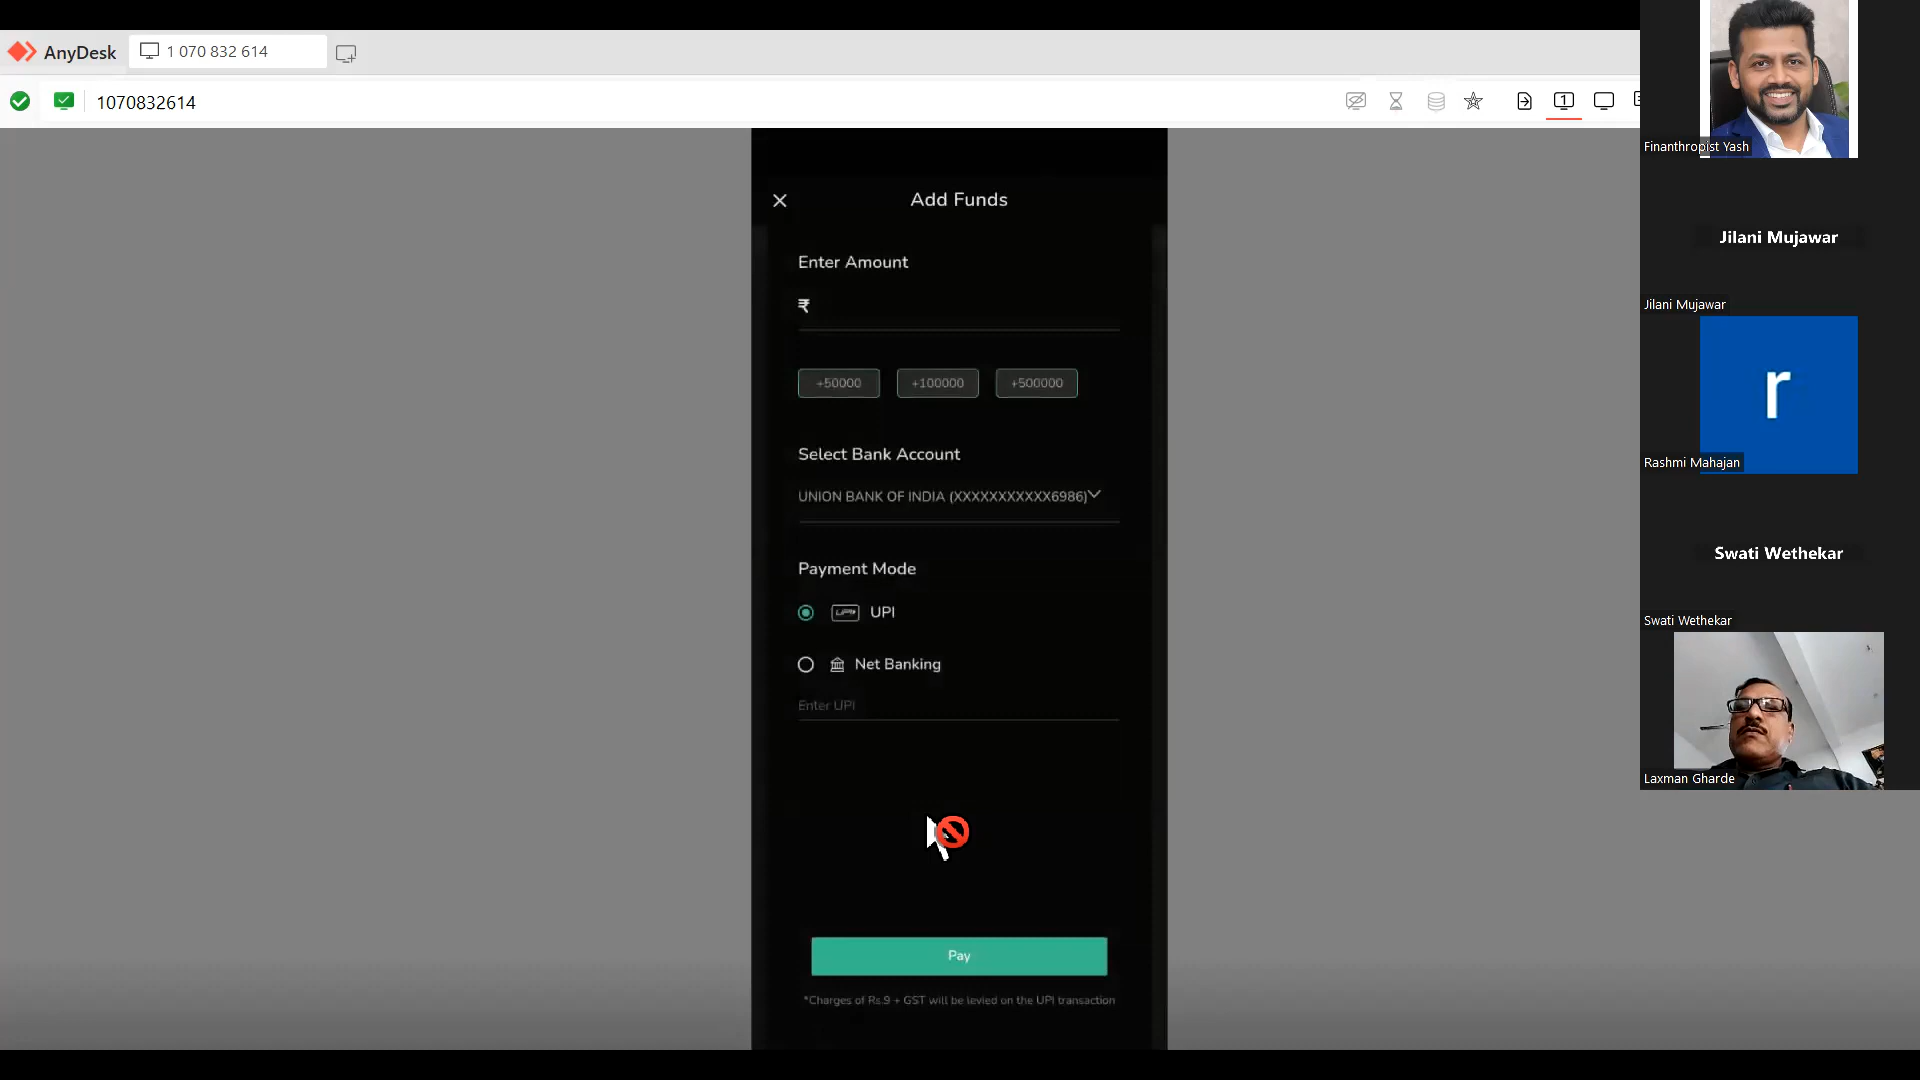 AnyDesk
1 070 832 614
1070832614
1
Add Funds
Enter Amount
₹
+50000
+100000
+500000
Select Bank Account
UNION BANK OF INDIA (XXXXXXXXXXX6986)
Payment Mode
UPI
UPI
Net Banking
Enter UPI
Pay
*Charges of Rs.9 + GST will be levied on the UPI transaction
Finanthropist Yash
Jilani Mujawar
Jilani Mujawar
r
Rashmi Mahajan
Swati Wethekar
Swati Wethekar
Laxman Gharde